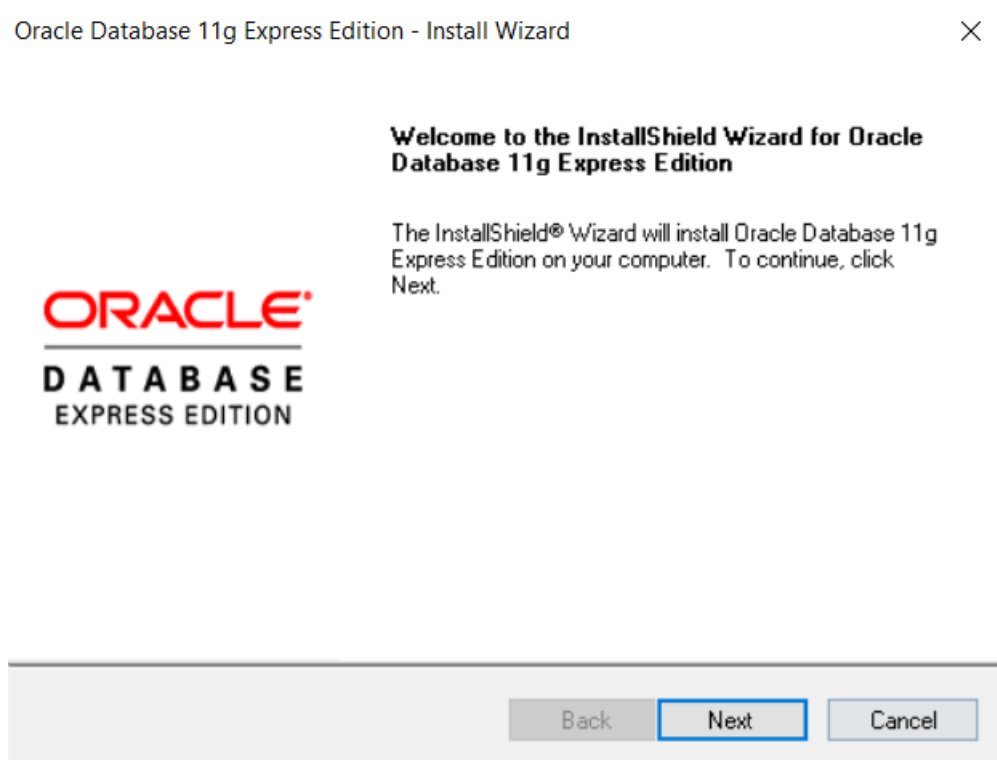 Oracle Database 11g Express Edition - Install Wizard
Welcome to the InstallShield Wizard for Oracle
Database 11g Express Edition
The InstallShield® Wizard will install Oracle Database 11g
Express Edition on your computer. To continue, click
Next.
ORACLE
DATABASE
EXPRESS EDITION
Back
Next
Cancel